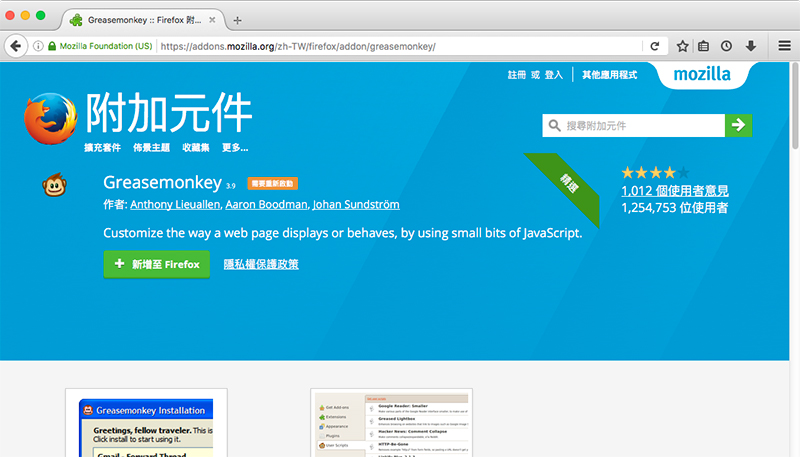 Greasemonkey :: Firefox 附...
Mozilla Foundation (US)
https://addons.mozilla.org/zh-TW/firefox/addon/greasemonkey/
註冊 或 登入
其他應用程式
mozilla
附加元件
擴充套件 佈景主題 收藏集 更多...
搜尋附加元件
Greasemonkey 3.9 需要重新啟動
作者: Anthony Lieuallen, Aaron Boodman, Johan Sundström
精選
1,012 個使用者意見
1,254,753 位使用者
Customize the way a web page displays or behaves, by using small bits of JavaScript.
+ 新增至 Firefox
隱私權保護政策
Greasemonkey Installation
Greetings, fellow traveler. This is
Click install to start using it.
Gmail - Forward Thread
Get Add-ons
Extensions
Appearance
Plugins
User Scripts
Google Reader: Smaller
Greased Lightbox
Hacker News: Comment Collapse
HTTP-Be-Gone